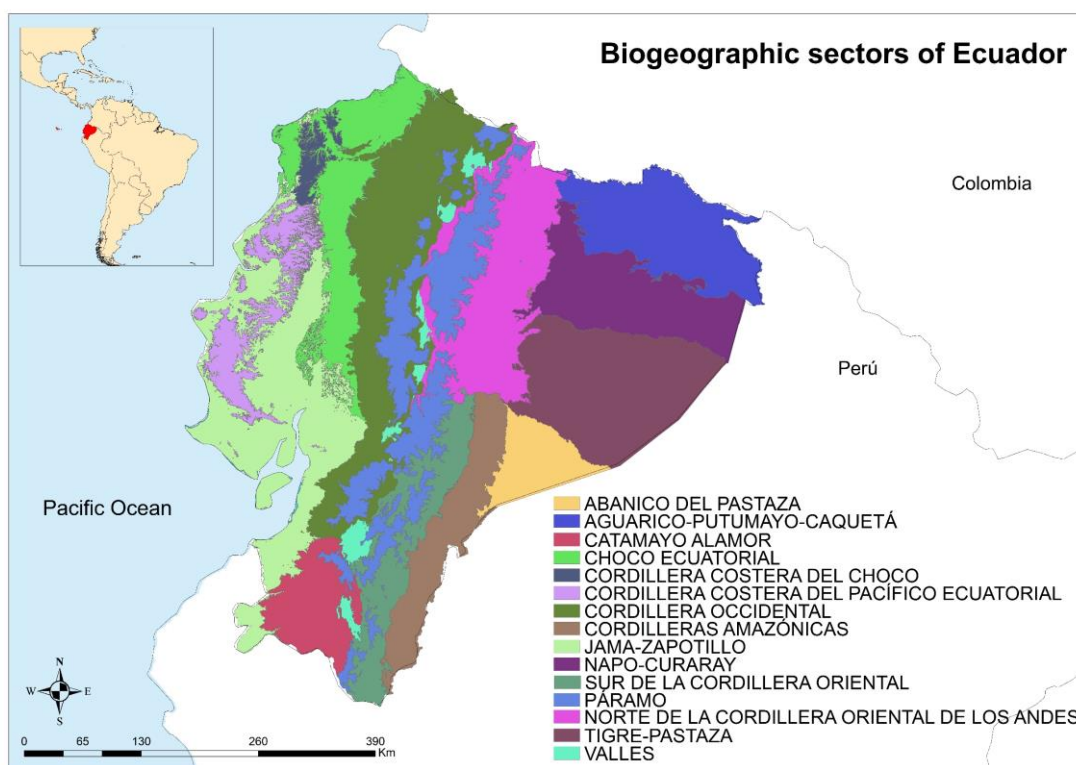 Biogeographic sectors of Ecuador
Colombia
Perú
Pacific Ocean
ABANICO DEL PASTAZA
AGUARICO-PUTUMAYO-CAQUETÁ
CATAMAYO ALAMOR
CHOCO ECUATORIAL
CORDILLERA COSTERA DEL CHOCO
CORDILLERA COSTERA DEL PACÍFICO ECUATORIAL
CORDILLERA OCCIDENTAL
CORDILLERAS AMAZÓNICAS
JAMA-ZAPOTILLO
NAPO-CURARAY
SUR DE LA CORDILLERA ORIENTAL
PÁRAMO
NORTE DE LA CORDILLERA ORIENTAL DE LOS ANDES
TIGRE-PASTAZA
VALLES
N
W E
S
0 65 130 260 390
Km